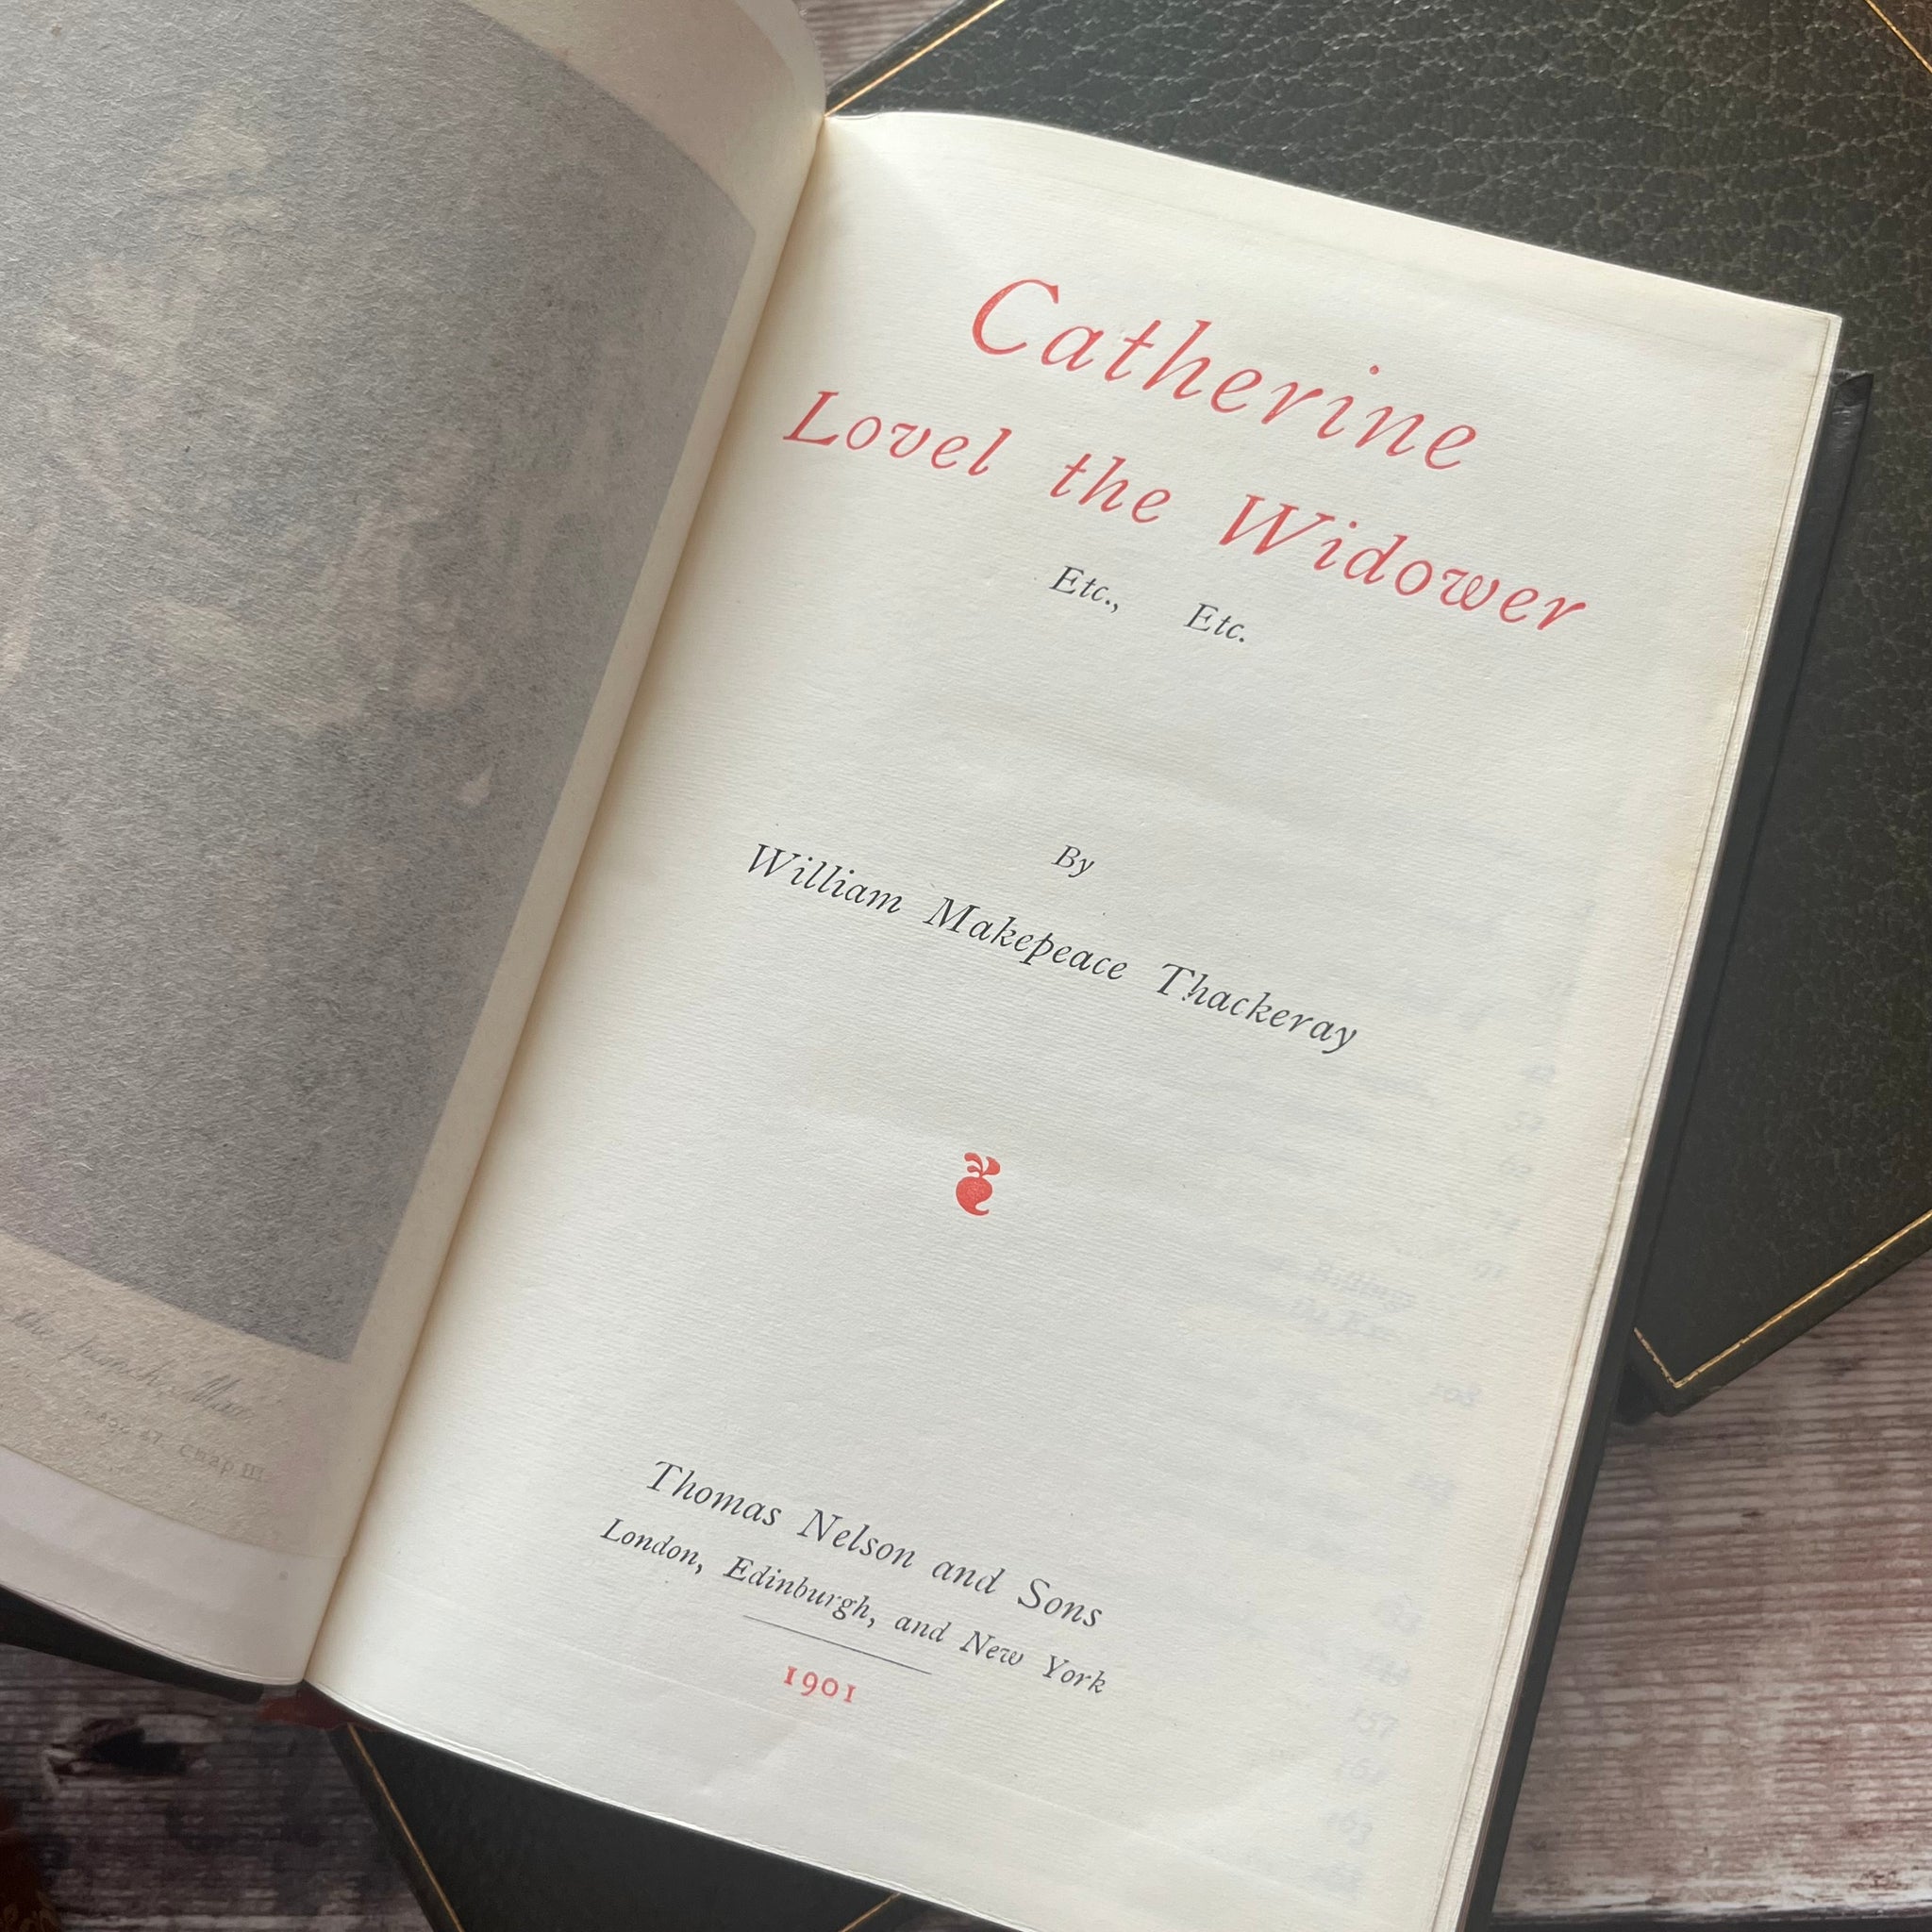 Catherine
Lovel the Widower
Etc., Etc.
By
William Makepeace Thackeray
Thomas Nelson and Sons
London, Edinburgh, and New York
1901